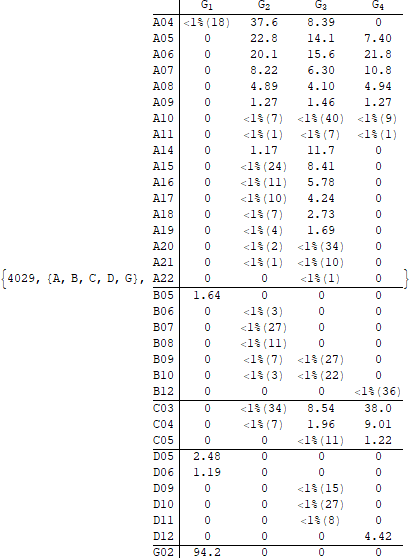 G1 G2 G3 G4
A04 <1%(18) 37.6 8.39 0
A05 0 22.8 14.1 7.40
A06 0 20.1 15.6 21.8
A07 0 8.22 6.30 10.8
A08 0 4.89 4.10 4.94
A09 0 1.27 1.46 1.27
A10 0 <1%(7) <1%(40) <1%(9)
A11 0 <1%(1) <1%(7) <1%(1)
A14 0 1.17 11.7 0
A15 0 <1%(24) 8.41 0
A16 0 <1%(11) 5.78 0
A17 0 <1%(10) 4.24 0
A18 0 <1%(7) 2.73 0
A19 0 <1%(4) 1.69 0
A20 0 <1%(2) <1%(34) 0
A21 0 <1%(1) <1%(10) 0
{4029, {A, B, C, D, G}, A22 0 0 <1%(1) 0 }
B05 1.64 0 0 0
B06 0 <1%(3) 0 0
B07 0 <1%(27) 0 0
B08 0 <1%(11) 0 0
B09 0 <1%(7) <1%(27) 0
B10 0 <1%(3) <1%(22) 0
B12 0 0 0 <1%(36)
C03 0 <1%(34) 8.54 38.0
C04 0 <1%(7) 1.96 9.01
C05 0 0 <1%(11) 1.22
D05 2.48 0 0 0
D06 1.19 0 0 0
D09 0 0 <1%(15) 0
D10 0 0 <1%(27) 0
D11 0 0 <1%(8) 0
D12 0 0 0 4.42
G02 94.2 0 0 0